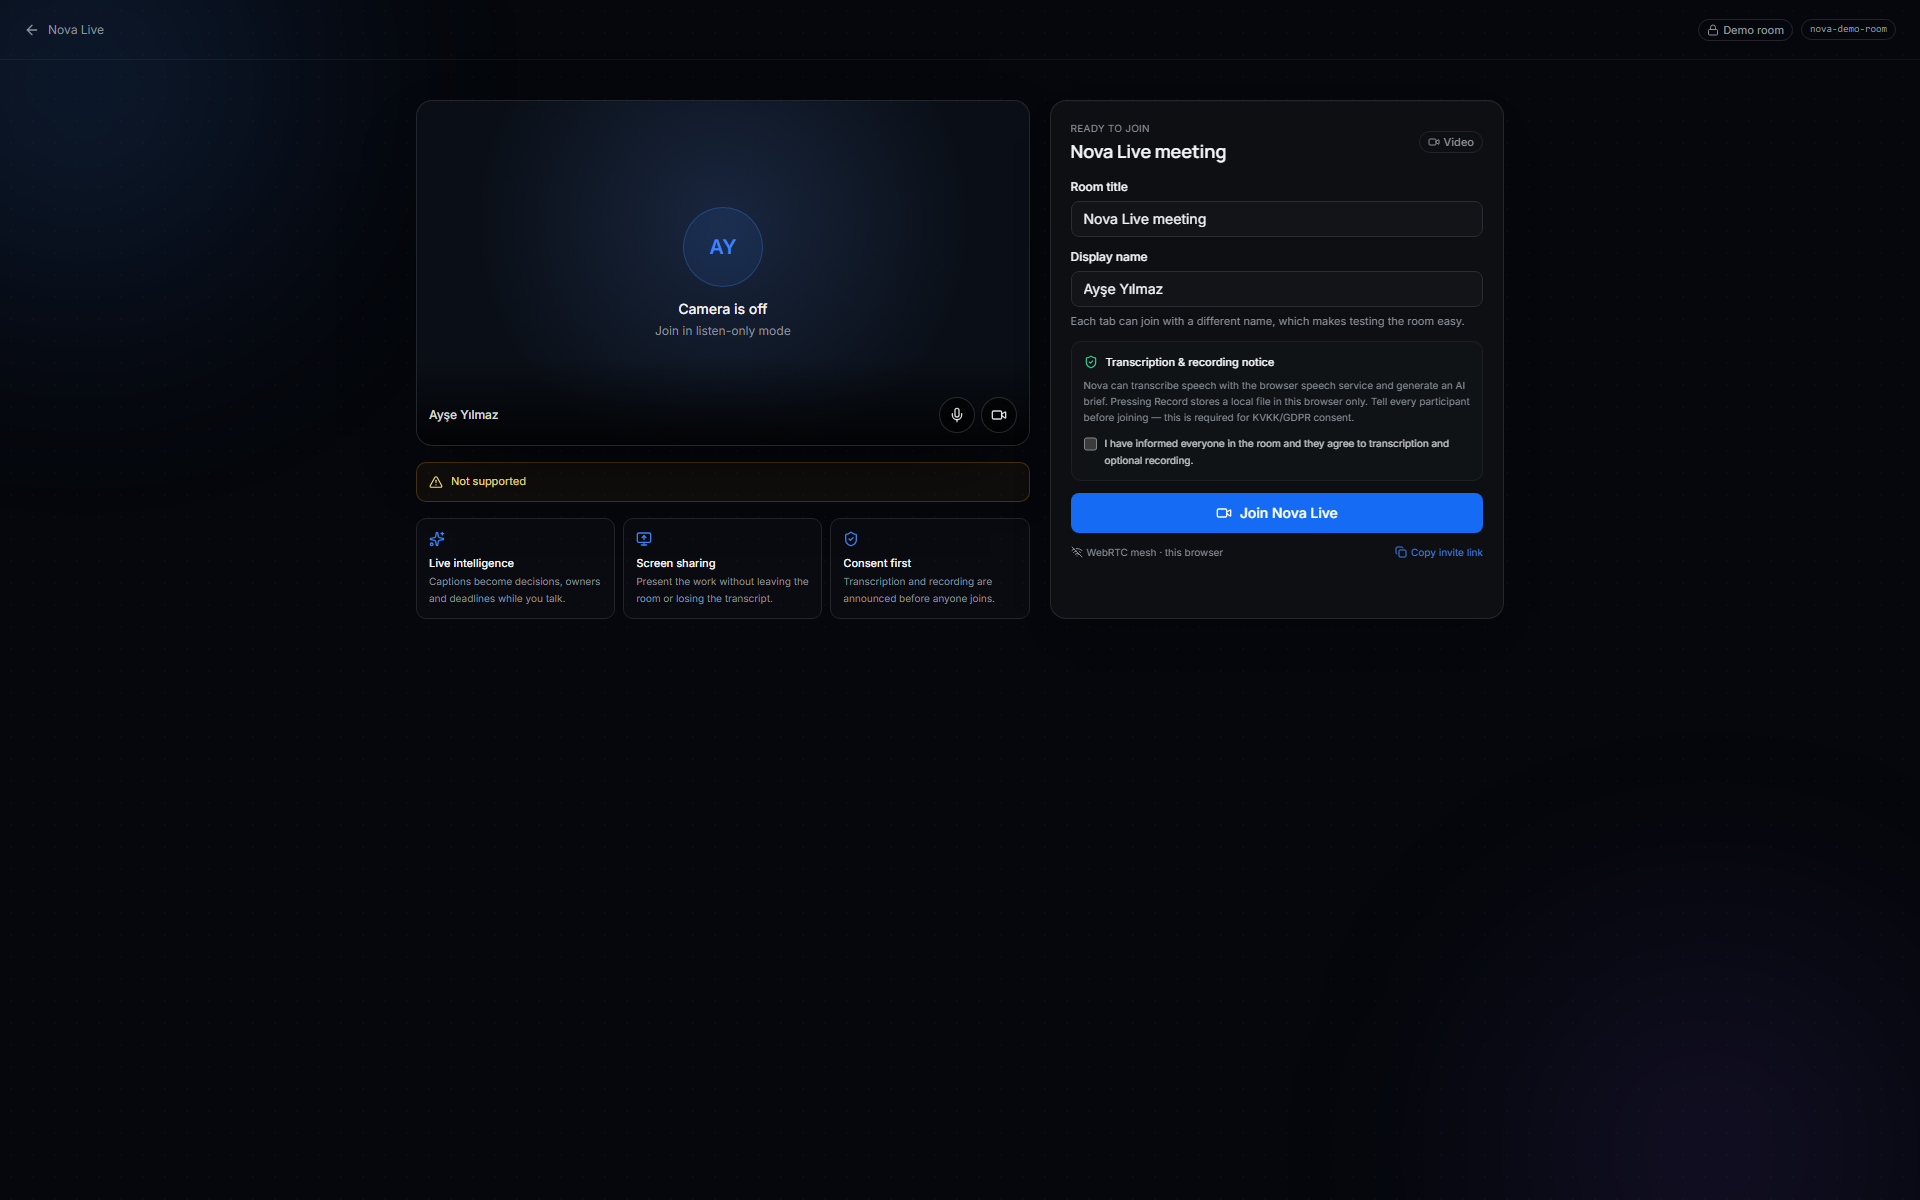 Nova Live
Demo room
nova-demo-room
AY
Camera is off
Join in listen-only mode
Ayşe Yılmaz
Not supported
Live intelligence
Captions become decisions, owners
and deadlines while you talk.
Screen sharing
Present the work without leaving the
room or losing the transcript.
Consent first
Transcription and recording are
announced before anyone joins.
READY TO JOIN
Nova Live meeting
Video
Room title
Nova Live meeting
Display name
Ayşe Yılmaz
Each tab can join with a different name, which makes testing the room easy.
Transcription & recording notice
Nova can transcribe speech with the browser speech service and generate an AI
brief. Pressing Record stores a local file in this browser only. Tell every participant
before joining — this is required for KVKK/GDPR consent.
I have informed everyone in the room and they agree to transcription and
optional recording.
Join Nova Live
WebRTC mesh · this browser
Copy invite link